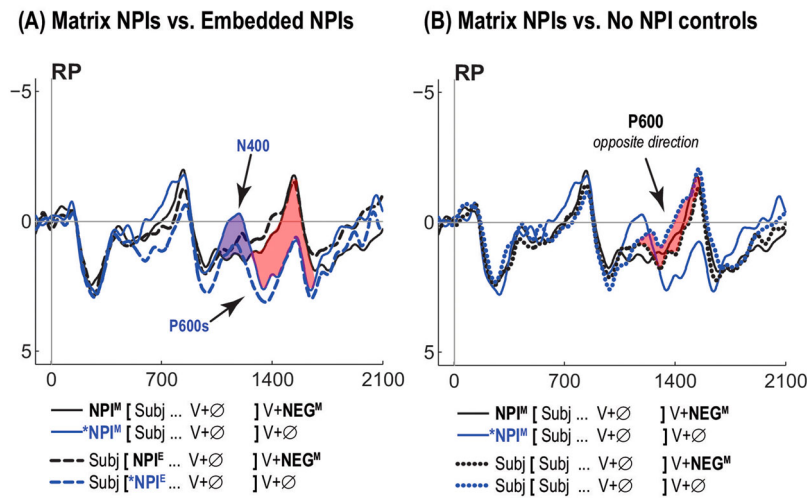 (A) Matrix NPIs vs. Embedded NPIs
RP
−5
N400
0
P600s
5
0 700 1400 2100
NPIᴹ [ Subj ... V+∅ ] V+NEGᴹ
*NPIᴹ [ Subj ... V+∅ ] V+∅
Subj [ NPIᴱ ... V+∅ ] V+NEGᴹ
Subj [*NPIᴱ ... V+∅ ] V+∅
(B) Matrix NPIs vs. No NPI controls
RP
−5
P600
opposite direction
0
5
0 700 1400 2100
NPIᴹ [ Subj ... V+∅ ] V+NEGᴹ
*NPIᴹ [ Subj ... V+∅ ] V+∅
Subj [ Subj ... V+∅ ] V+NEGᴹ
Subj [ Subj ... V+∅ ] V+∅